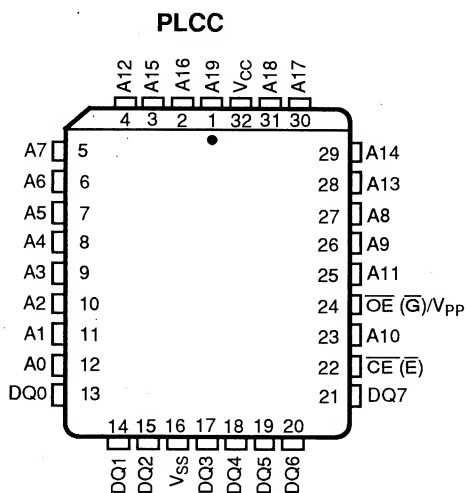 PLCC
A12 A15 A16 A19 VCC A18 A17
4 3 2 1 32 31 30
A7 5 29 A14
A6 6 28 A13
A5 7 27 A8
A4 8 26 A9
A3 9 25 A11
A2 10 24 OE (G)/VPP
A1 11 23 A10
A0 12 22 CE (E)
DQ0 13 21 DQ7
14 15 16 17 18 19 20
DQ1 DQ2 VSS DQ3 DQ4 DQ5 DQ6